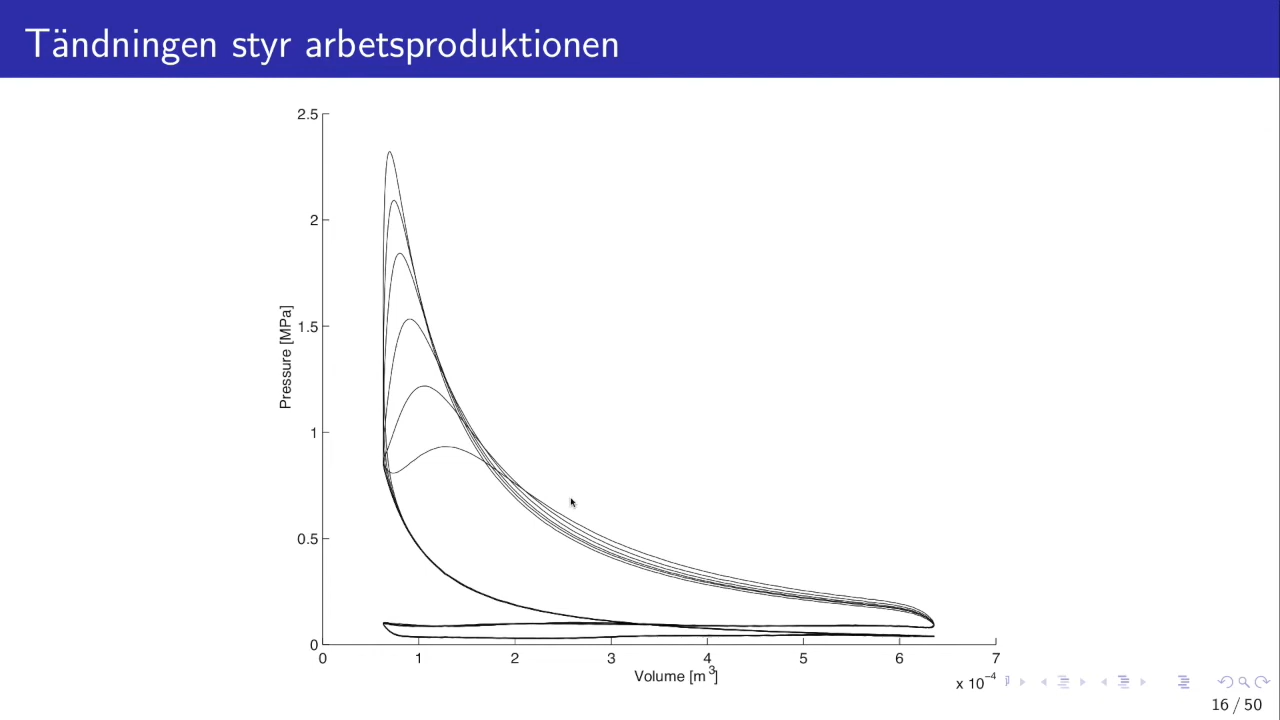 Tändningen styr arbetsproduktionen
2.5
2
1.5
1
0.5
0
Pressure [MPa]
0 1 2 3 4 5 6 7
Volume [m³]
x 10⁻⁴
16 / 50